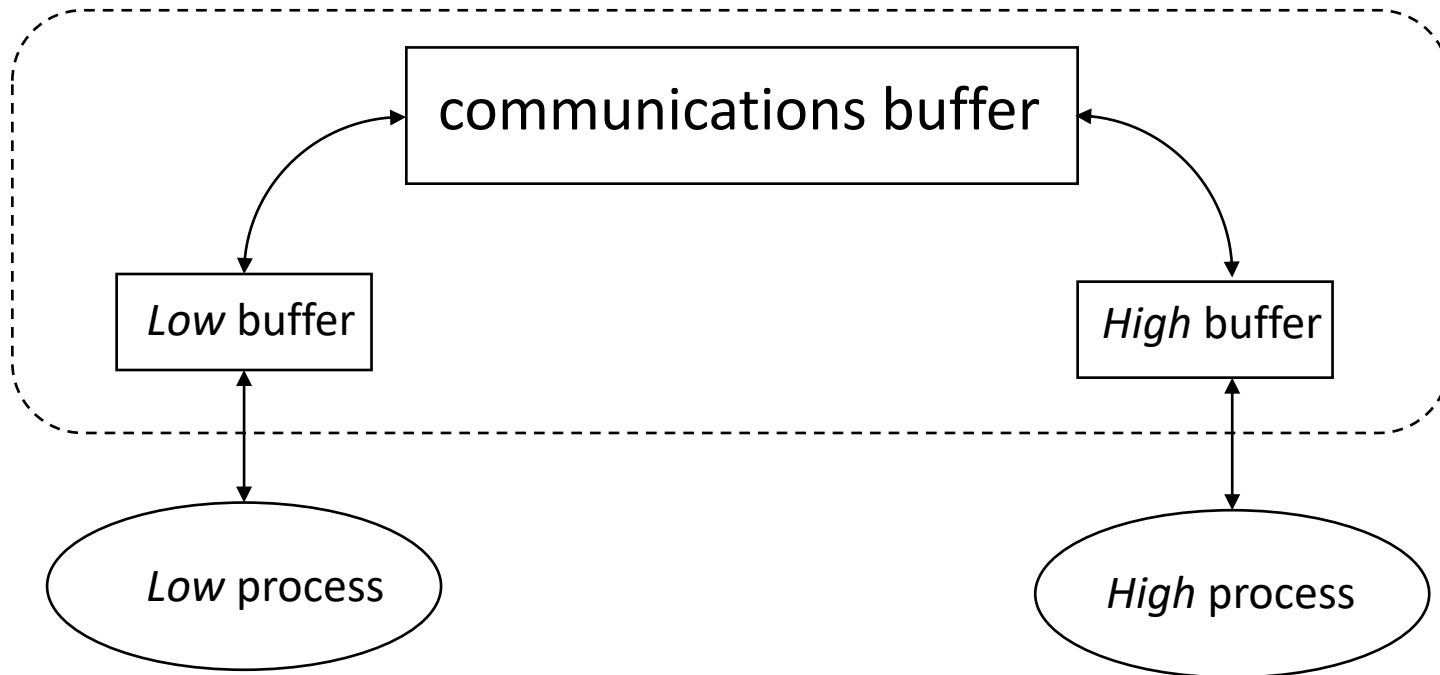 communications buffer
Low buffer
High buffer
Low process
High process